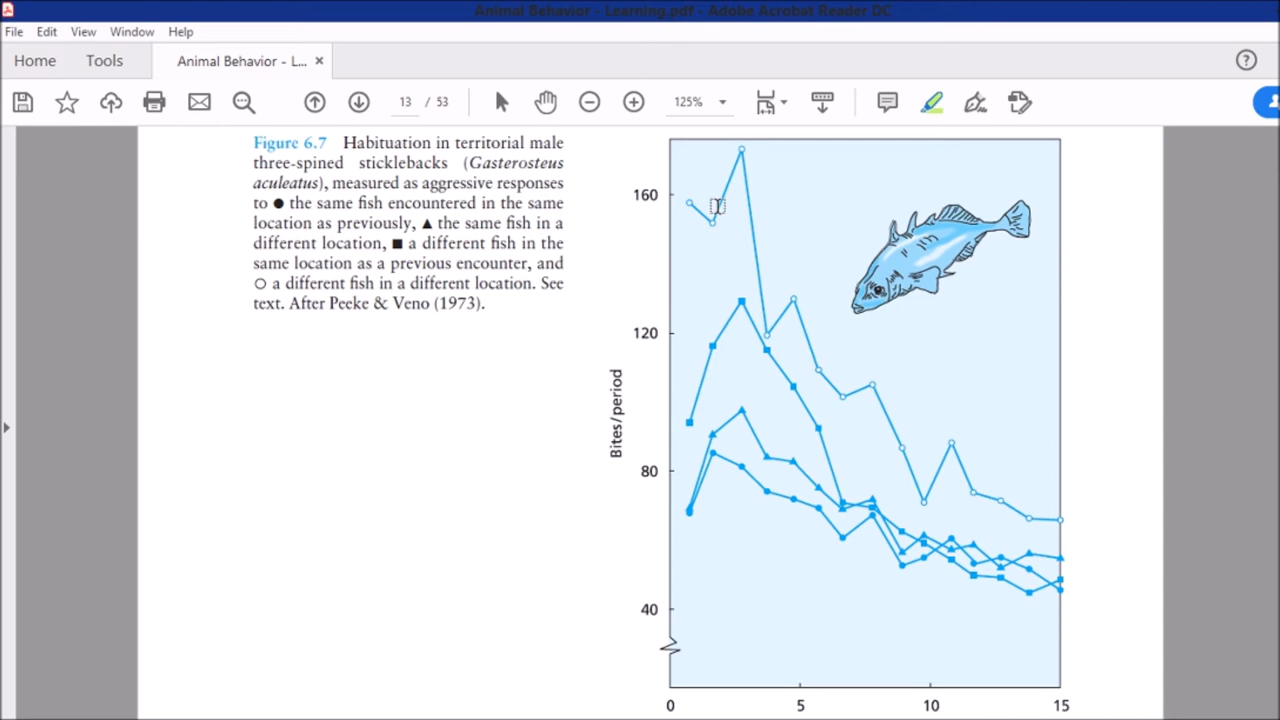 Animal Behavior - Learning.pdf - Adobe Acrobat Reader DC
File Edit View Window Help
Home Tools Animal Behavior - L... ×
13 / 53 125%
Figure 6.7 Habituation in territorial male
three-spined sticklebacks (Gasterosteus
aculeatus), measured as aggressive responses
to ● the same fish encountered in the same
location as previously, ▲ the same fish in a
different location, ■ a different fish in the
same location as a previous encounter, and
○ a different fish in a different location. See
text. After Peeke & Veno (1973).
160
120
Bites/period
80
40
0 5 10 15